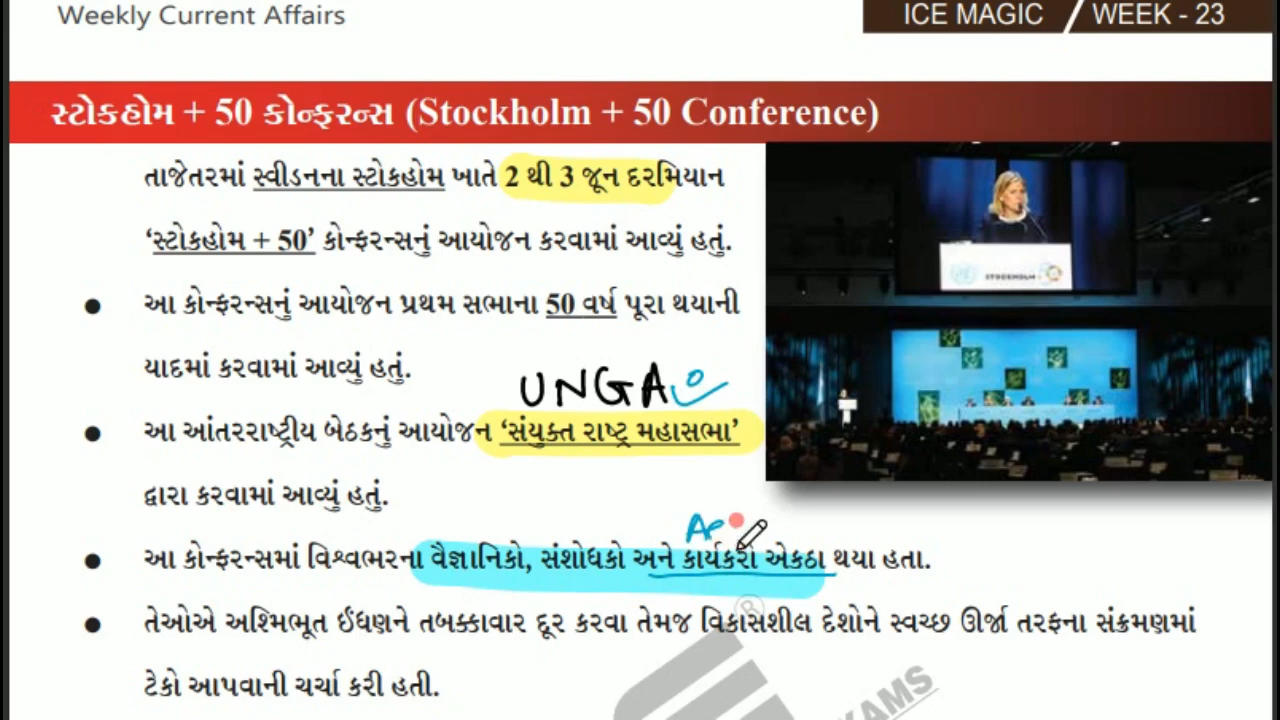 Weekly Current Affairs
ICE MAGIC / WEEK - 23
સ્ટોકહોમ + 50 કોન્ફરન્સ (Stockholm + 50 Conference)
તાજેતરમાં સ્વીડનના સ્ટોકહોમ ખાતે 2 થી 3 જૂન દરમિયાન
‘સ્ટોકહોમ + 50’ કોન્ફરન્સનું આયોજન કરવામાં આવ્યું હતું.
● આ કોન્ફરન્સનું આયોજન પ્રથમ સભાના 50 વર્ષ પૂરા થયાની
યાદમાં કરવામાં આવ્યું હતું.
UNGA
● આ આંતરરાષ્ટ્રીય બેઠકનું આયોજન ‘સંયુક્ત રાષ્ટ્ર મહાસભા’
દ્વારા કરવામાં આવ્યું હતું.
● આ કોન્ફરન્સમાં વિશ્વભરના વૈજ્ઞાનિકો, સંશોધકો અને કાર્યકરો એકઠા થયા હતા.
● તેઓએ અશ્મિભૂત ઈંધણને તબક્કાવાર દૂર કરવા તેમજ વિકાસશીલ દેશોને સ્વચ્છ ઊર્જા તરફના સંક્રમણમાં
ટેકો આપવાની ચર્ચા કરી હતી.
STOCKHOLM
®